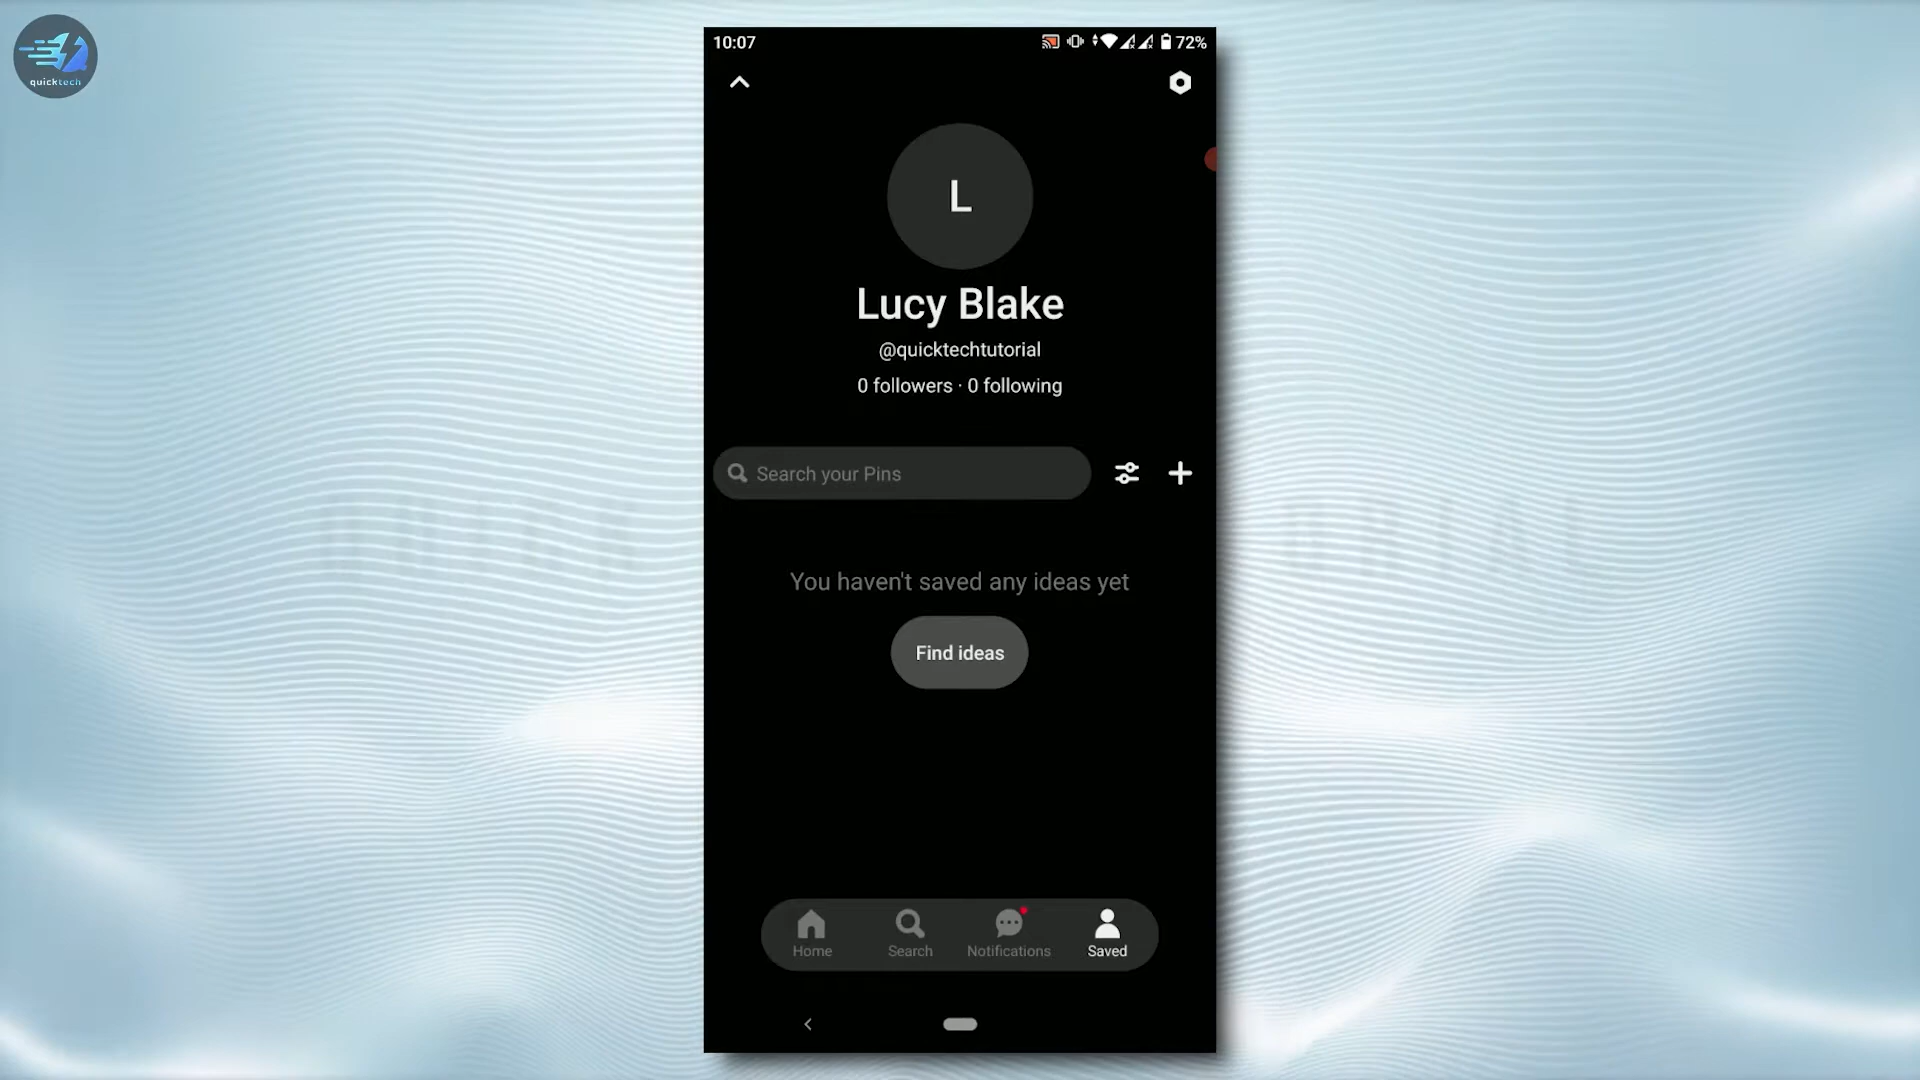 quicktech
10:07
72%
L
Lucy Blake
@quicktechtutorial
0 followers · 0 following
Search your Pins
You haven't saved any ideas yet
Find ideas
Home
Search
Notifications
Saved